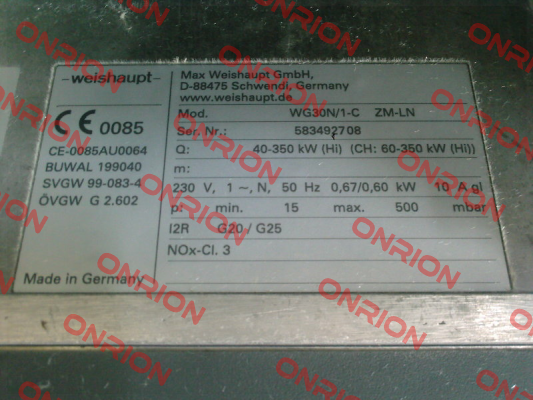 -weishaupt-
CE 0085
CE-0085AU0064
BUWAL 199040
SVGW 99-083-4
ÖVGW G 2.602
Made in Germany
Max Weishaupt GmbH,
D-88475 Schwendi, Germany
www.weishaupt.de
Mod. WG30N/1-C ZM-LN
Ser. Nr.: 583492708
Q: 40-350 kW (Hi) (CH: 60-350 kW (Hi))
m:
230 V, 1 ~, N, 50 Hz 0,67/0,60 kW 10 A gl
p: min. 15 max. 500 mbar
I2R G20 / G25
NOx-Cl. 3
ONRION
ONRION
ONRION
ONRION
ONRION
ONRION
ONRION
ONRION
ONRION
ONRION
ONRION